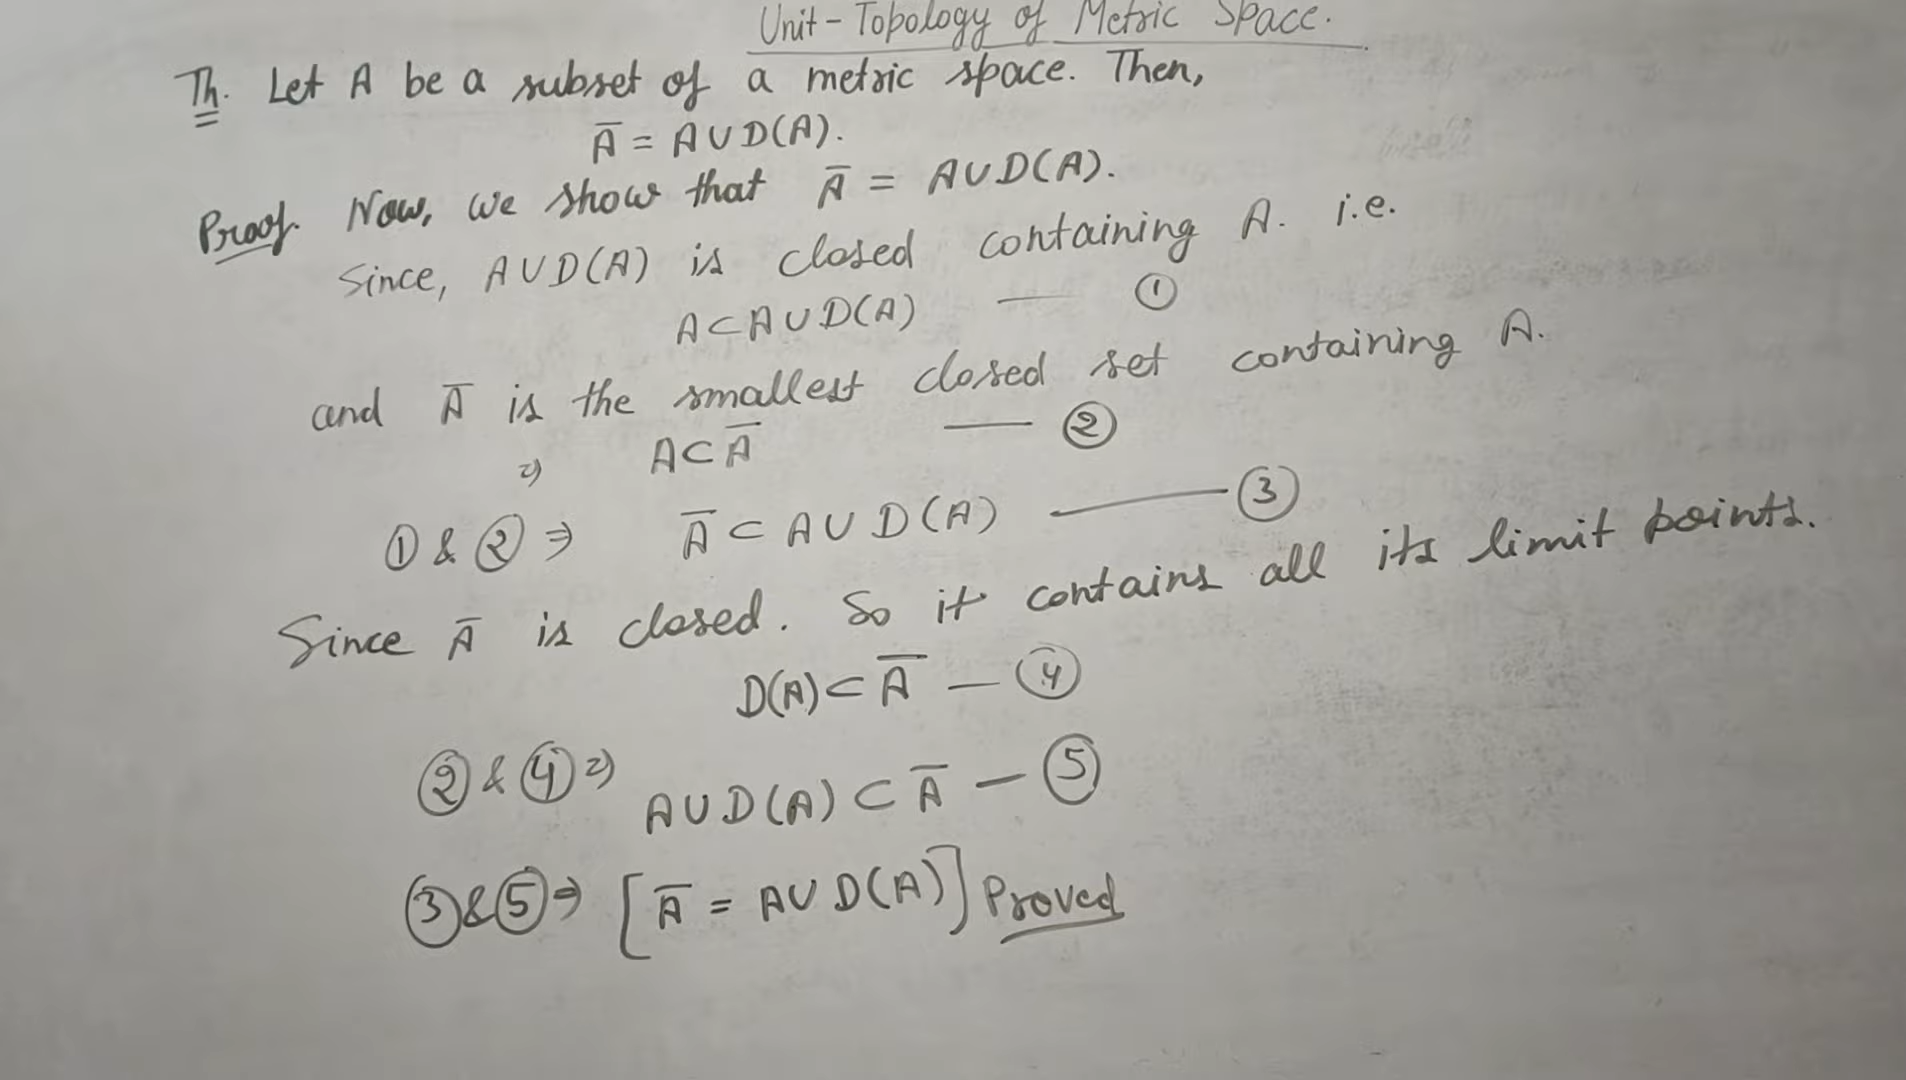 Unit - Topology of Metric Space.
Th. Let A be a subset of a metric space. Then,
A̅ = A ∪ D(A).
Proof. Now, we show that A̅ = A ∪ D(A).
Since, A ∪ D(A) is closed containing A. i.e.
A ⊂ A ∪ D(A) — ①
and A̅ is the smallest closed set containing A.
⇒ A ⊂ A̅ — ②
① & ② ⇒ A̅ ⊂ A ∪ D(A) — ③
Since A̅ is closed. So it contains all its limit points.
D(A) ⊂ A̅ — ④
② & ④ ⇒ A ∪ D(A) ⊂ A̅ — ⑤
③ & ⑤ ⇒ [A̅ = A ∪ D(A)] Proved